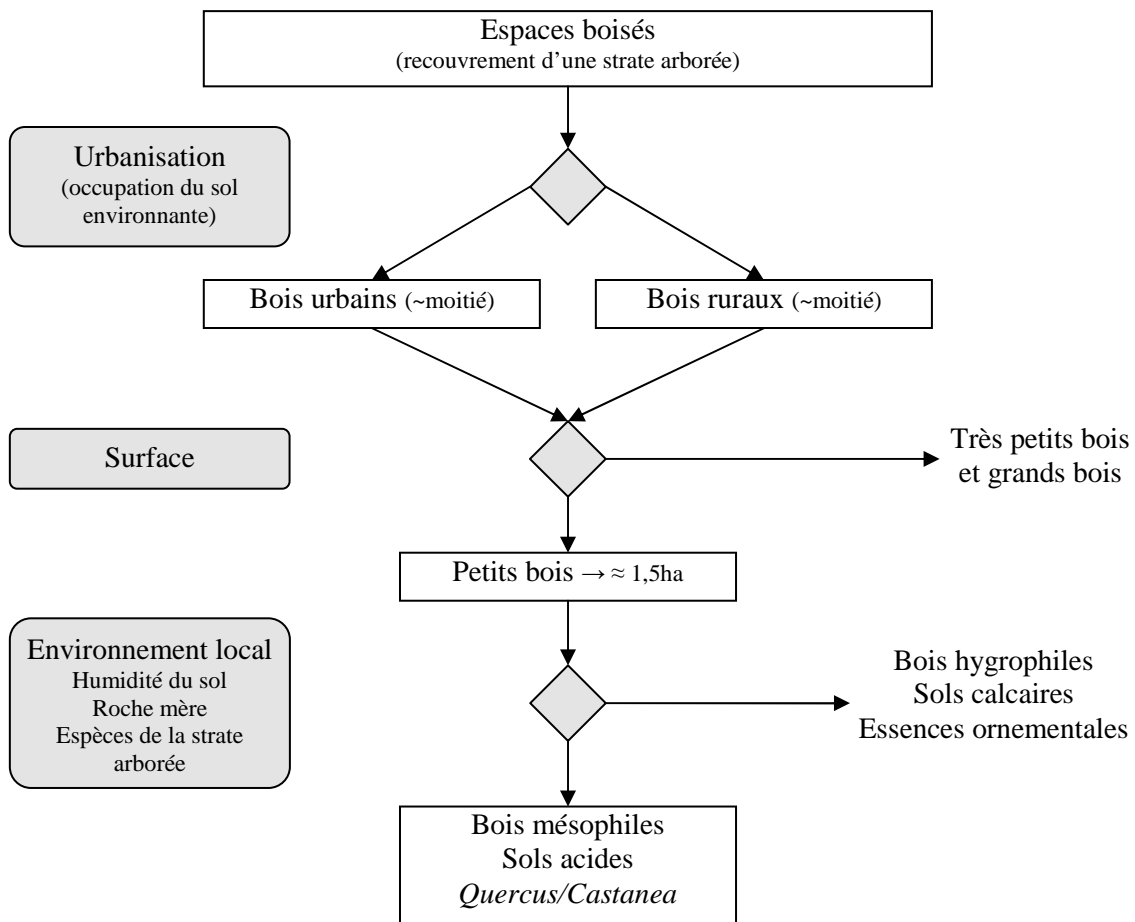 Espaces boisés
(recouvrement d’une strate arborée)
Urbanisation
(occupation du sol
environnante)
Bois urbains (~moitié)
Bois ruraux (~moitié)
Surface
Très petits bois
et grands bois
Petits bois → ≈ 1,5ha
Environnement local
Humidité du sol
Roche mère
Espèces de la strate
arborée
Bois hygrophiles
Sols calcaires
Essences ornementales
Bois mésophiles
Sols acides
Quercus/Castanea